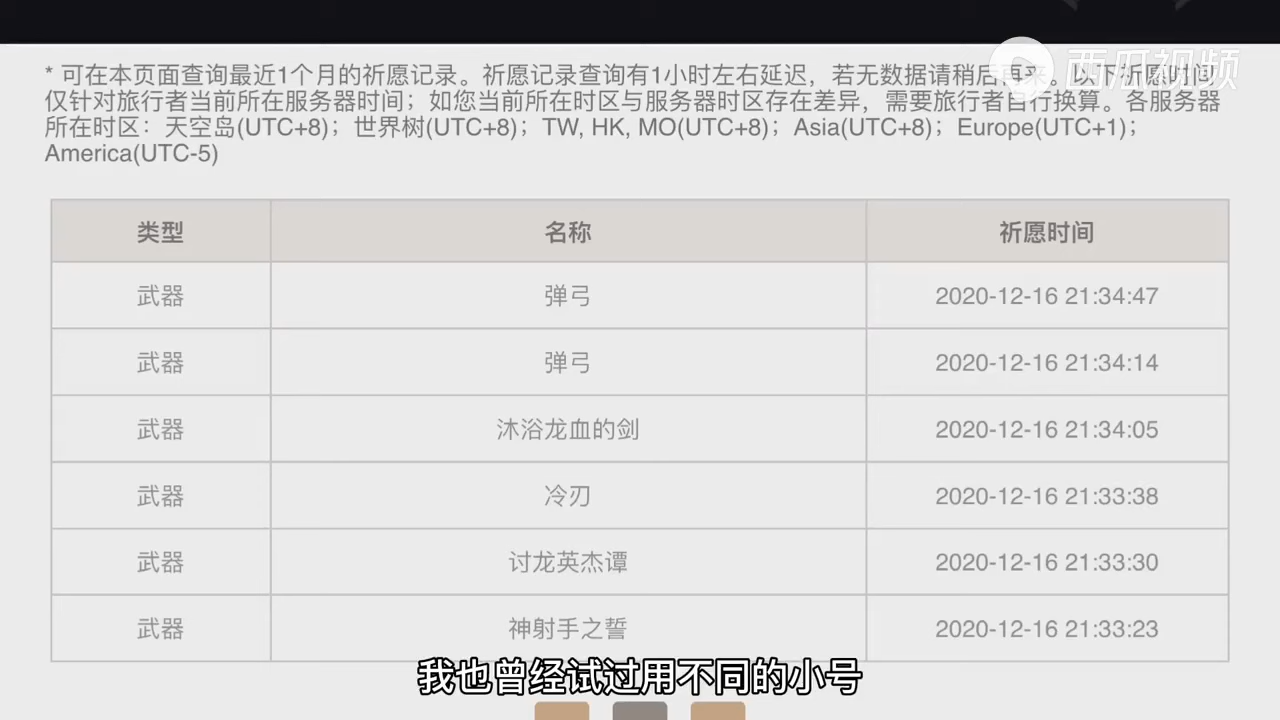 西瓜视频
* 可在本页面查询最近1个月的祈愿记录。祈愿记录查询有1小时左右延迟，若无数据请稍后再来。以下祈愿时间
仅针对旅行者当前所在服务器时间；如您当前所在时区与服务器时区存在差异，需要旅行者自行换算。各服务器
所在时区：天空岛(UTC+8)；世界树(UTC+8)；TW, HK, MO(UTC+8)；Asia(UTC+8)；Europe(UTC+1)；
America(UTC-5)
类型 名称 祈愿时间
武器 弹弓 2020-12-16 21:34:47
武器 弹弓 2020-12-16 21:34:14
武器 沐浴龙血的剑 2020-12-16 21:34:05
武器 冷刃 2020-12-16 21:33:38
武器 讨龙英杰谭 2020-12-16 21:33:30
武器 神射手之誓 2020-12-16 21:33:23
我也曾经试过用不同的小号